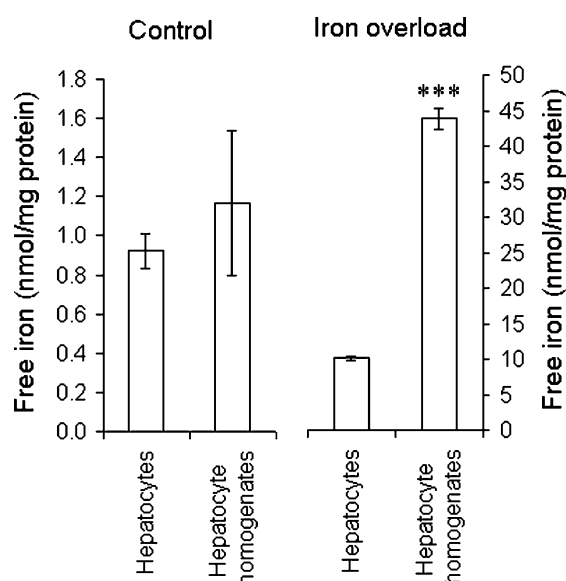 Control
Iron overload
Free iron (nmol/mg protein)
1.8
1.6
1.4
1.2
1.0
0.8
0.6
0.4
0.2
0.0
Hepatocytes
Hepatocyte
homogenates
***
50
45
40
35
30
25
20
15
10
5
0
Free iron (nmol/mg protein)
Hepatocytes
Hepatocyte
homogenates